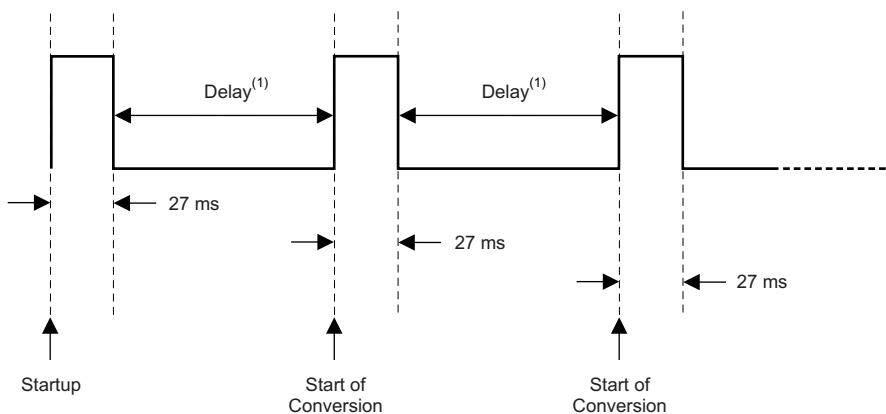 Delay(1)
Delay(1)
27 ms
27 ms
27 ms
Startup
Start of
Conversion
Start of
Conversion